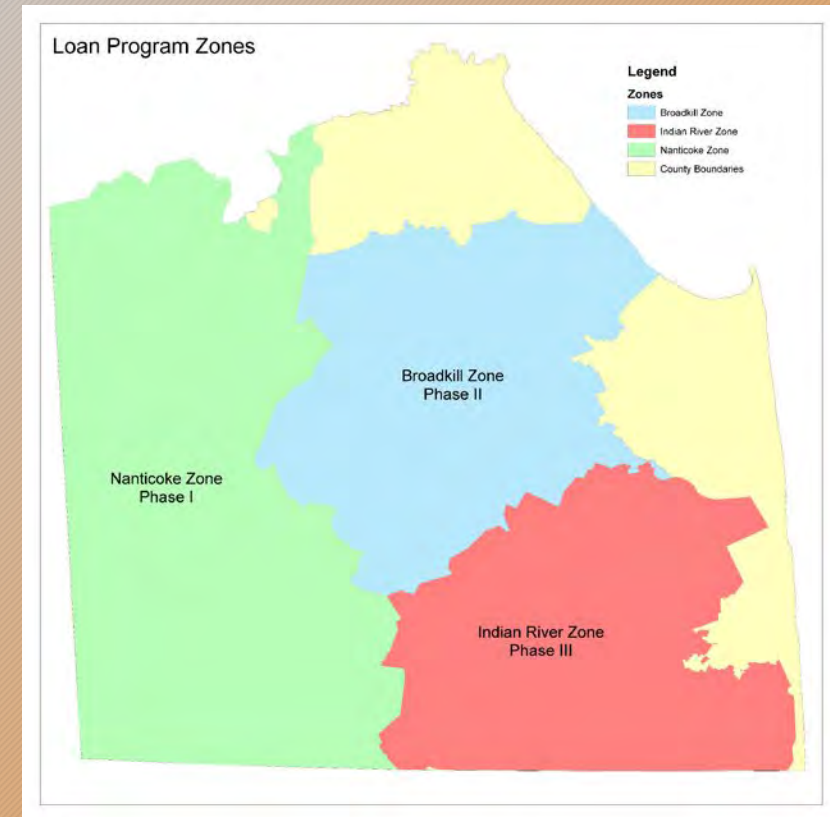 Loan Program Zones
Legend
Zones
Broadkill Zone
Indian River Zone
Nanticoke Zone
County Boundaries
Broadkill Zone
Phase II
Nanticoke Zone
Phase I
Indian River Zone
Phase III